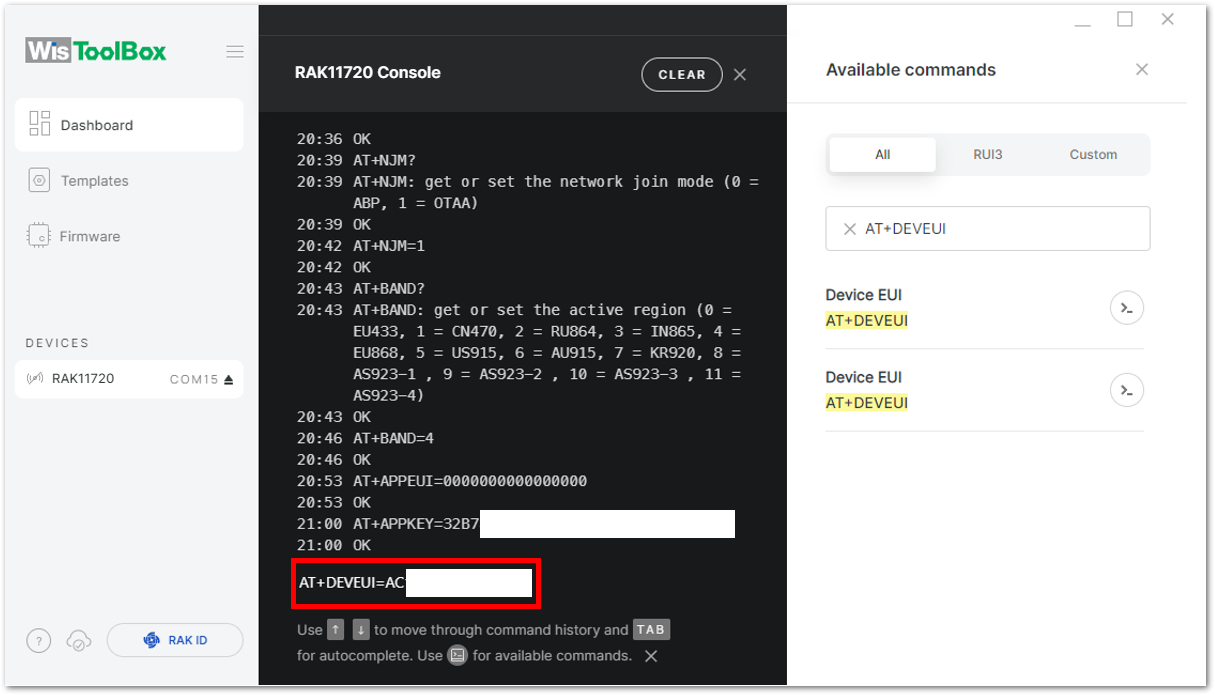 WisToolBox
Dashboard
Templates
Firmware
DEVICES
RAK11720 COM15
?
RAK ID
RAK11720 Console
CLEAR
20:36 OK
20:39 AT+NJM?
20:39 AT+NJM: get or set the network join mode (0 =
ABP, 1 = OTAA)
20:39 OK
20:42 AT+NJM=1
20:42 OK
20:43 AT+BAND?
20:43 AT+BAND: get or set the active region (0 =
EU433, 1 = CN470, 2 = RU864, 3 = IN865, 4 =
EU868, 5 = US915, 6 = AU915, 7 = KR920, 8 =
AS923-1 , 9 = AS923-2 , 10 = AS923-3 , 11 =
AS923-4)
20:43 OK
20:46 AT+BAND=4
20:46 OK
20:53 AT+APPEUI=0000000000000000
20:53 OK
21:00 AT+APPKEY=32B7
21:00 OK
AT+DEVEUI=AC
Use ↑ ↓ to move through command history and TAB
for autocomplete. Use for available commands.
Available commands
All RUI3 Custom
AT+DEVEUI
Device EUI
AT+DEVEUI
Device EUI
AT+DEVEUI